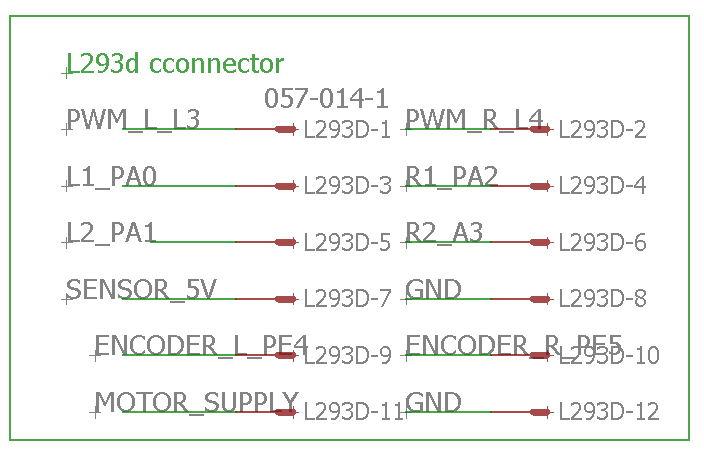 L293d cconnector
057-014-1
PWM_L_L3 L293D-1 PWM_R_L4 L293D-2
L1_PA0 L293D-3 R1_PA2 L293D-4
L2_PA1 L293D-5 R2_A3 L293D-6
SENSOR_5V L293D-7 GND L293D-8
ENCODER_L_PE4 L293D-9 ENCODER_R_PE5 L293D-10
MOTOR_SUPPLY L293D-11 GND L293D-12